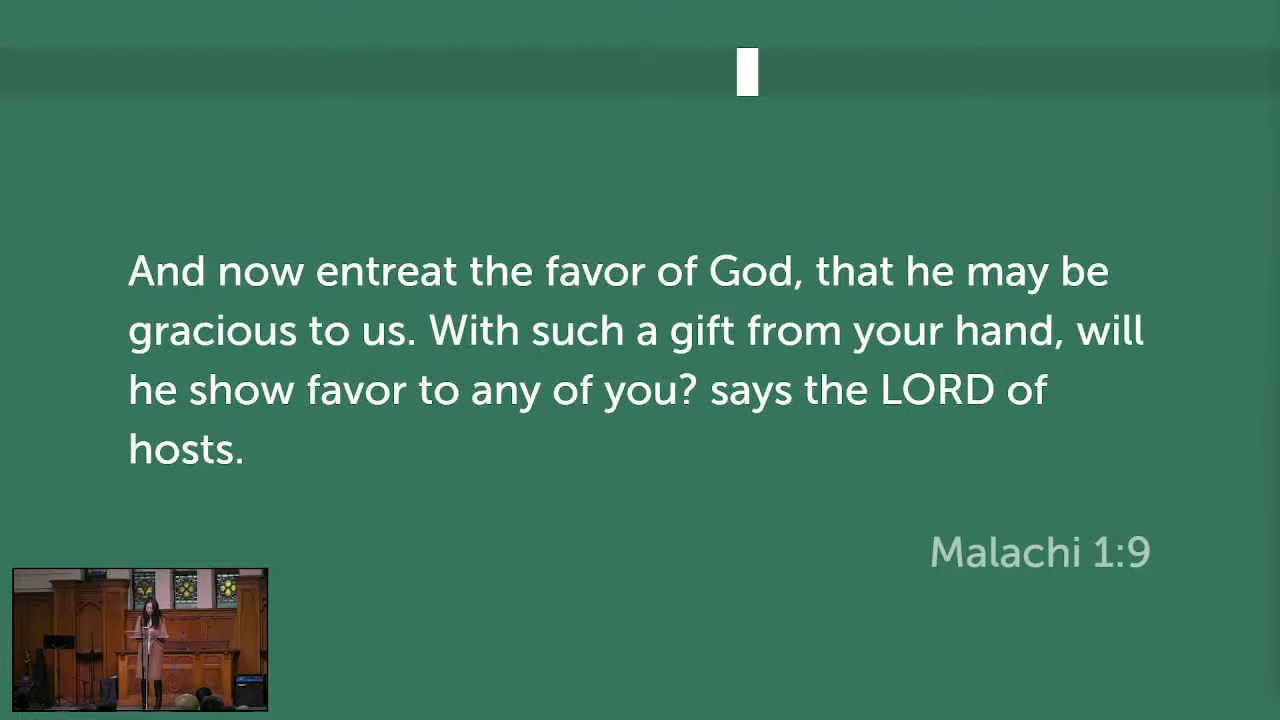 And now entreat the favor of God, that he may be
gracious to us. With such a gift from your hand, will
he show favor to any of you? says the LORD of
hosts.
Malachi 1:9